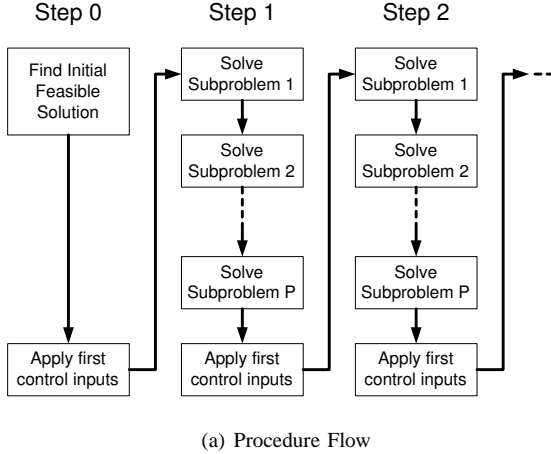 Step 0
Find Initial
Feasible
Solution
Apply first
control inputs
Step 1
Solve
Subproblem 1
Solve
Subproblem 2
Solve
Subproblem P
Apply first
control inputs
Step 2
Solve
Subproblem 1
Solve
Subproblem 2
Solve
Subproblem P
Apply first
control inputs
(a) Procedure Flow